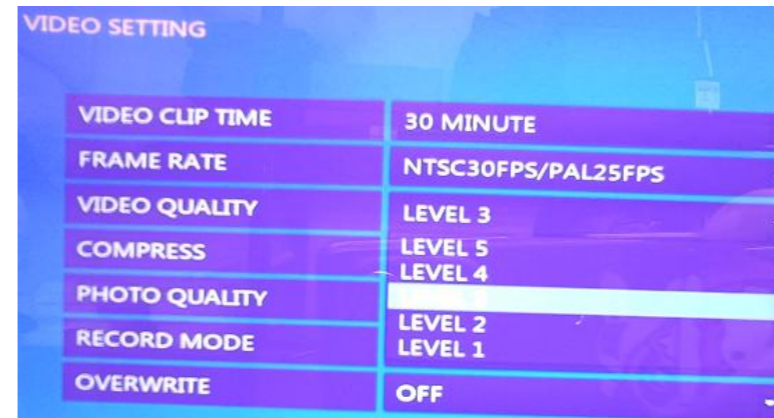 VIDEO SETTING
VIDEO CLIP TIME 30 MINUTE
FRAME RATE NTSC30FPS/PAL25FPS
VIDEO QUALITY LEVEL 3
COMPRESS LEVEL 5
LEVEL 4
PHOTO QUALITY
LEVEL 2
RECORD MODE LEVEL 1
OVERWRITE OFF